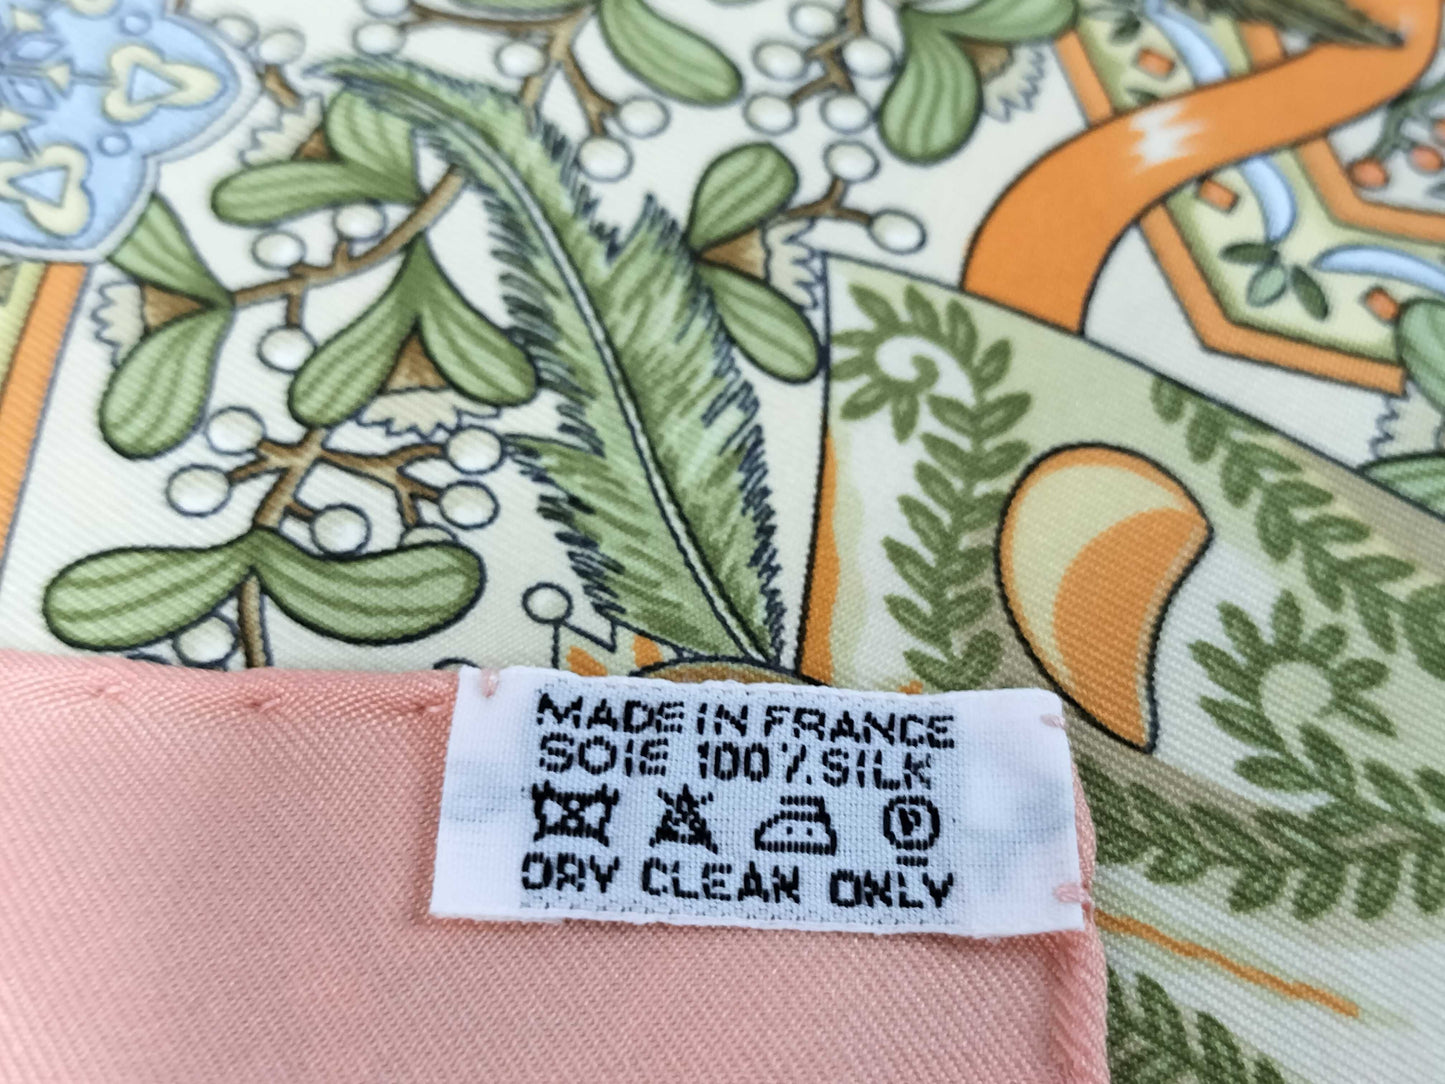 MADE IN FRANCE
SOIE 100% SILK
P
DRY CLEAN ONLY